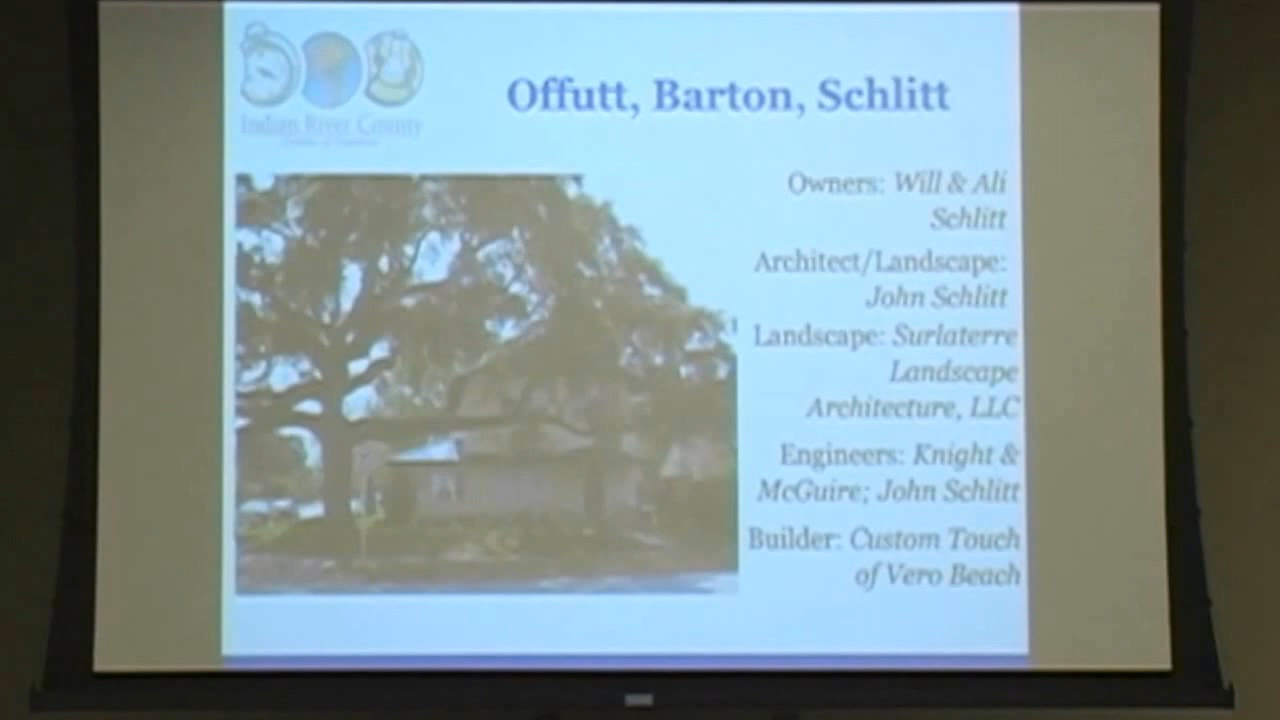 Indian River County
Offutt, Barton, Schlitt
Owners: Will & Ali
Schlitt
Architect/Landscape:
John Schlitt
Landscape: Surlaterre
Landscape
Architecture, LLC
Engineers: Knight &
McGuire; John Schlitt
Builder: Custom Touch
of Vero Beach